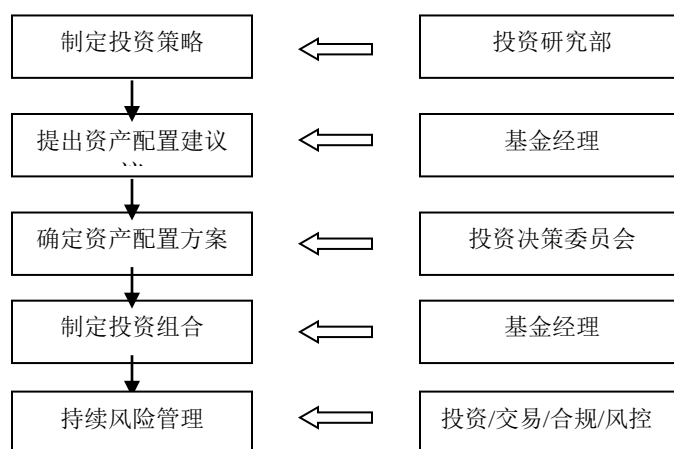 制定投资策略
投资研究部
提出资产配置建议
基金经理
确定资产配置方案
投资决策委员会
制定投资组合
基金经理
持续风险管理
投资/交易/合规/风控